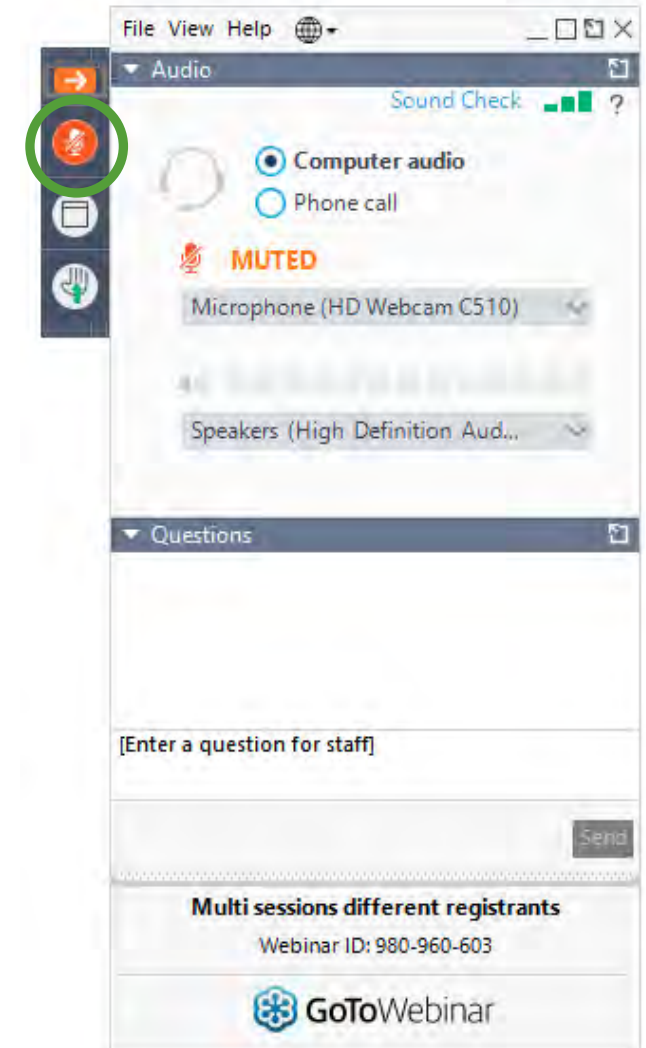 File View Help
Audio
Sound Check ?
Computer audio
Phone call
MUTED
Microphone (HD Webcam C510)
Speakers (High Definition Aud...
Questions
[Enter a question for staff]
Send
Multi sessions different registrants
Webinar ID: 980-960-603
GoToWebinar